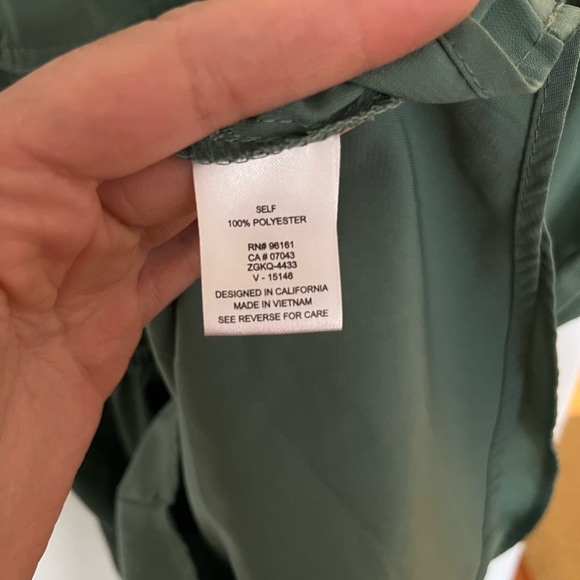 SELF
100% POLYESTER
RN# 96161
CA # 07043
ZGKQ-4433
V - 15146
DESIGNED IN CALIFORNIA
MADE IN VIETNAM
SEE REVERSE FOR CARE